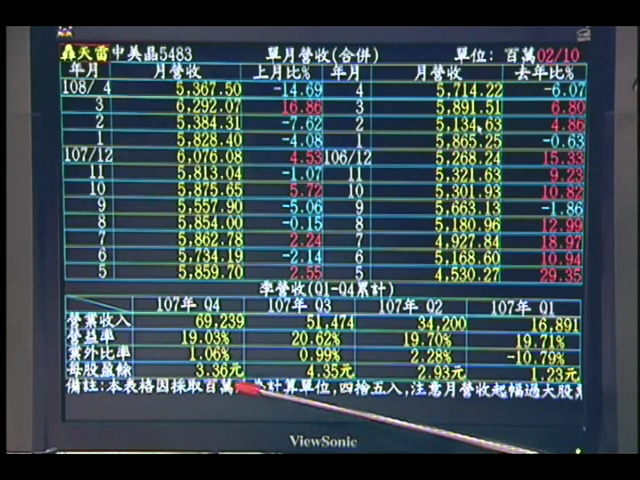 轟天雷中美晶5483 單月營收(合併) 單位: 百萬02/10
年月 月營收 上月比% 年月 月營收 去年比%
108/ 4 5,367.50 -14.69 4 5,714.22 -6.07
3 6,292.07 16.86 3 5,891.51 6.80
2 5,384.31 -7.62 2 5,134.63 4.86
1 5,828.40 -4.08 1 5,865.25 -0.63
107/12 6,076.08 4.53 106/12 5,268.24 15.33
11 5,813.04 -1.07 11 5,321.63 9.23
10 5,875.65 5.72 10 5,301.93 10.82
9 5,557.90 -5.06 9 5,663.13 -1.86
8 5,854.00 -0.15 8 5,180.96 12.99
7 5,862.78 2.24 7 4,927.84 18.97
6 5,734.19 -2.14 6 5,168.60 10.94
5 5,859.70 2.55 5 4,530.27 29.35
季營收(Q1-Q4累計)
107年 Q4 107年 Q3 107年 Q2 107年 Q1
營業收入 69,239 51,474 34,200 16,891
營益率 19.03% 20.62% 19.70% 19.71%
業外比率 1.06% 0.99% 2.28% -10.79%
每股盈餘 3.36元 4.35元 2.93元 1.23元
備註:本表格因採取百萬 計算單位,四捨五入,注意月營收起幅過大股
ViewSonic